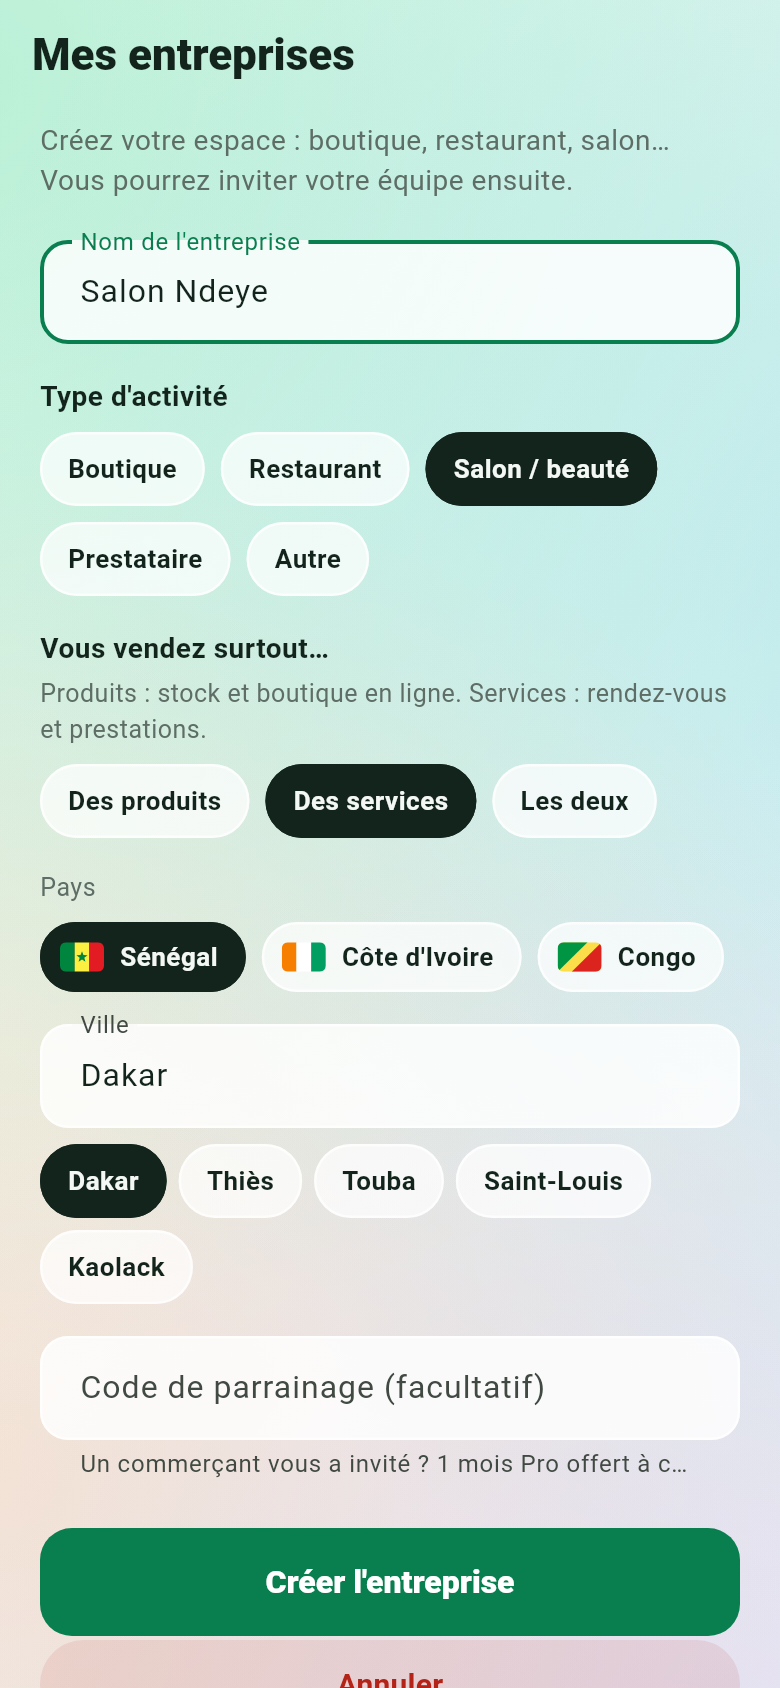 Mes entreprises
Créez votre espace : boutique, restaurant, salon…
Vous pourrez inviter votre équipe ensuite.
Nom de l'entreprise
Salon Ndeye
Type d'activité
Boutique
Restaurant
Salon / beauté
Prestataire
Autre
Vous vendez surtout…
Produits : stock et boutique en ligne. Services : rendez-vous
et prestations.
Des produits
Des services
Les deux
Pays
Sénégal
Côte d'Ivoire
Congo
Ville
Dakar
Dakar
Thiès
Touba
Saint-Louis
Kaolack
Code de parrainage (facultatif)
Un commerçant vous a invité ? 1 mois Pro offert à c…
Créer l'entreprise
Annuler